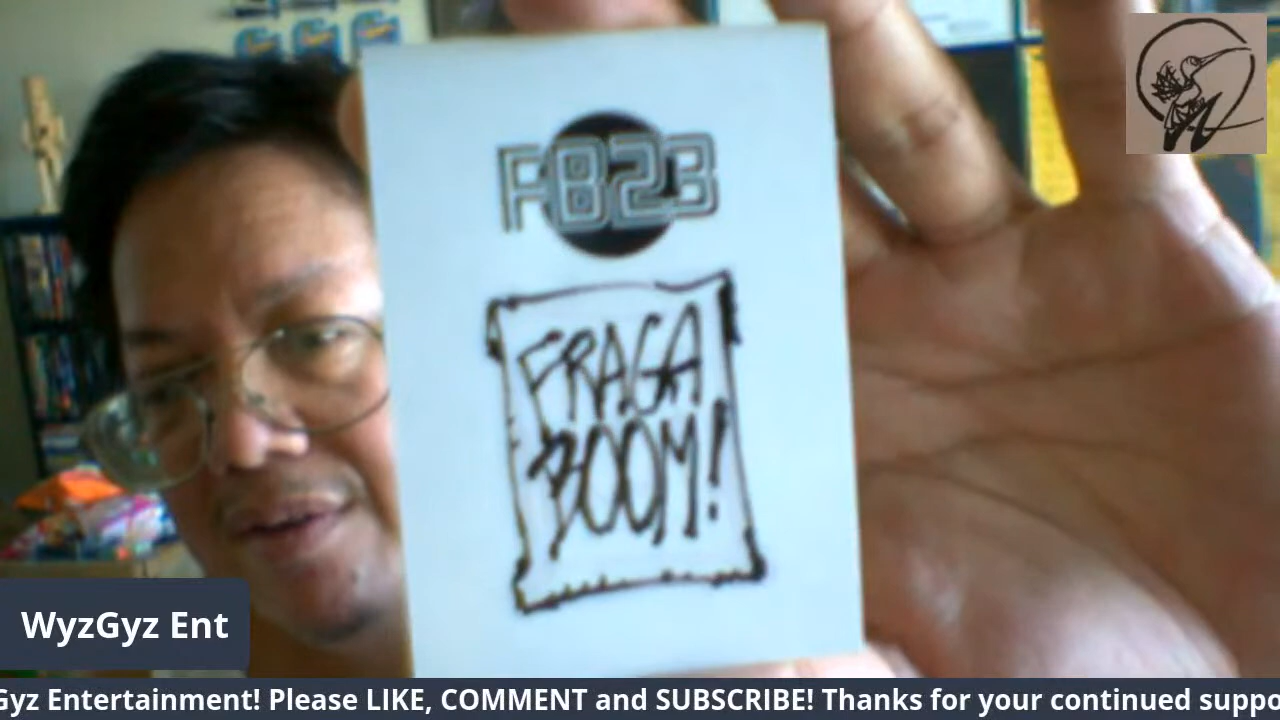 FB23
FRAGA
BOOM!
WyzGyz Ent
Gyz Entertainment! Please LIKE, COMMENT and SUBSCRIBE! Thanks for your continued suppo